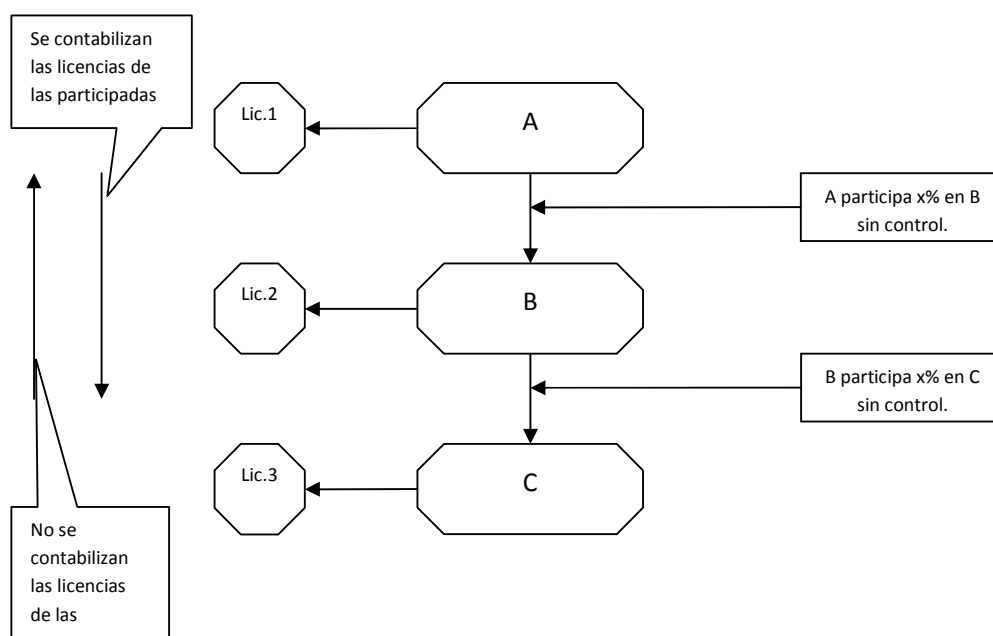 Se contabilizan
las licencias de
las participadas
Lic.1
A
A participa x% en B
sin control.
Lic.2
B
B participa x% en C
sin control.
Lic.3
C
No se
contabilizan
las licencias
de las